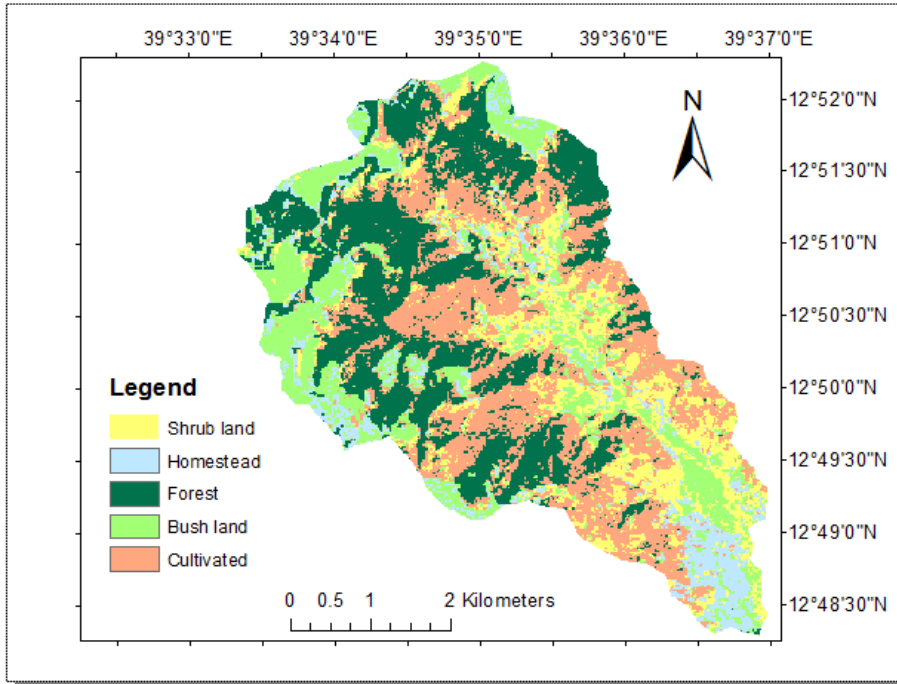 39°33'0"E 39°34'0"E 39°35'0"E 39°36'0"E 39°37'0"E
N
12°52'0"N
12°51'30"N
12°51'0"N
12°50'30"N
12°50'0"N
12°49'30"N
12°49'0"N
12°48'30"N
Legend
Shrub land
Homestead
Forest
Bush land
Cultivated
0 0.5 1 2 Kilometers